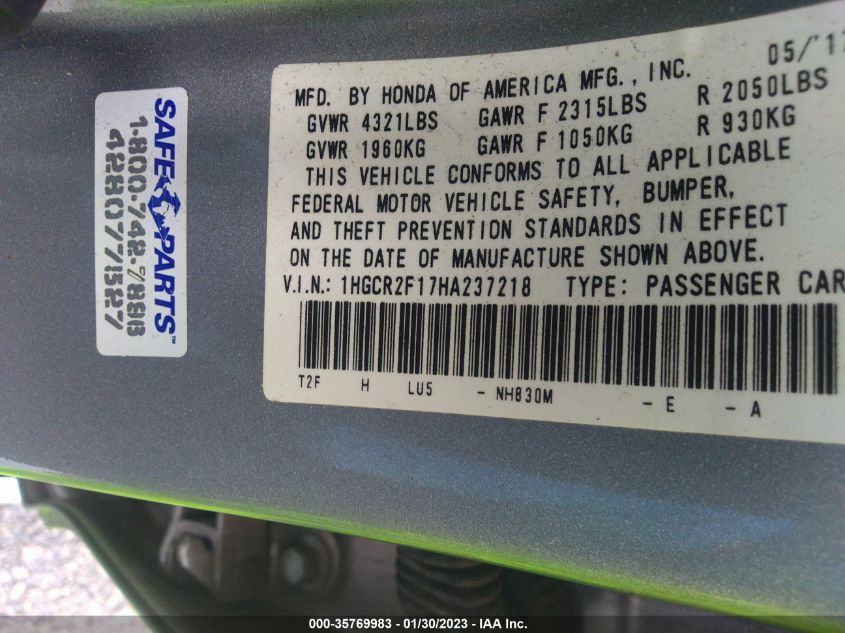 05/17
MFD. BY HONDA OF AMERICA MFG., INC.
GVWR 4321LBS GAWR F 2315LBS R 2050LBS
GVWR 1960KG GAWR F 1050KG R 930KG
THIS VEHICLE CONFORMS TO ALL APPLICABLE
FEDERAL MOTOR VEHICLE SAFETY, BUMPER,
AND THEFT PREVENTION STANDARDS IN EFFECT
ON THE DATE OF MANUFACTURE SHOWN ABOVE.
V.I.N.: 1HGCR2F17HA237218 TYPE: PASSENGER CAR
T2F H LU5 - NH830M - E - A
SAFE PARTS™
1-800-742-7896
428077527
000-35769983 - 01/30/2023 - IAA Inc.